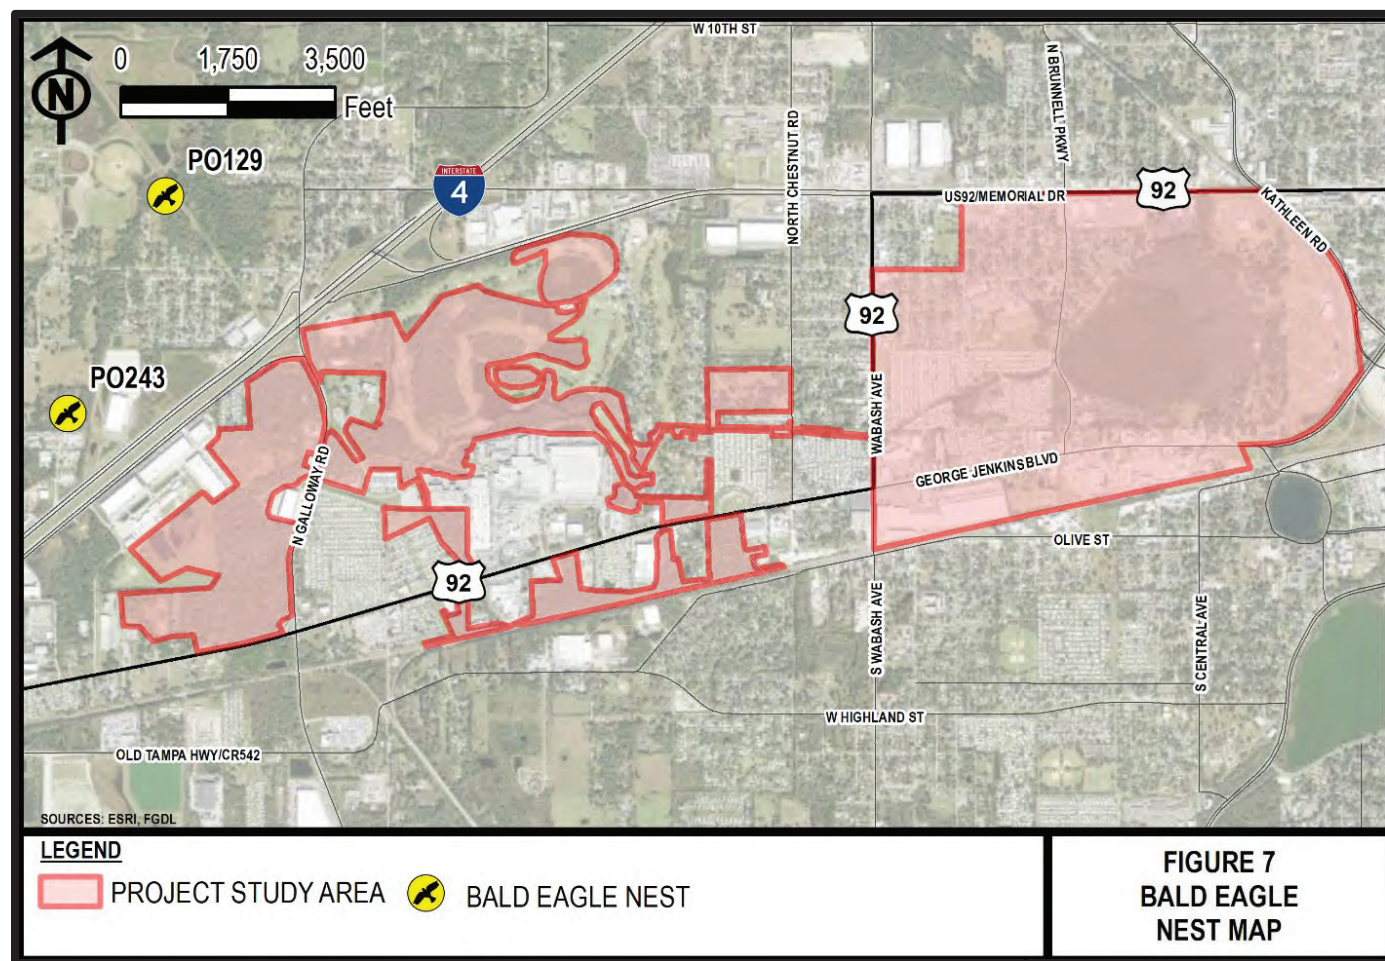 W 10TH ST
0 1,750 3,500
Feet
N
N BRUNNELL PKWY
NORTH CHESTNUT RD
PO129
INTERSTATE
4
US92/MEMORIAL DR
92
KATHLEEN RD
92
PO243
WABASH AVE
N GALLOWAY RD
GEORGE JENKINS BLVD
OLIVE ST
92
S WABASH AVE
S CENTRAL AVE
W HIGHLAND ST
OLD TAMPA HWY/CR542
SOURCES: ESRI, FGDL
LEGEND
PROJECT STUDY AREA
BALD EAGLE NEST
FIGURE 7
BALD EAGLE
NEST MAP